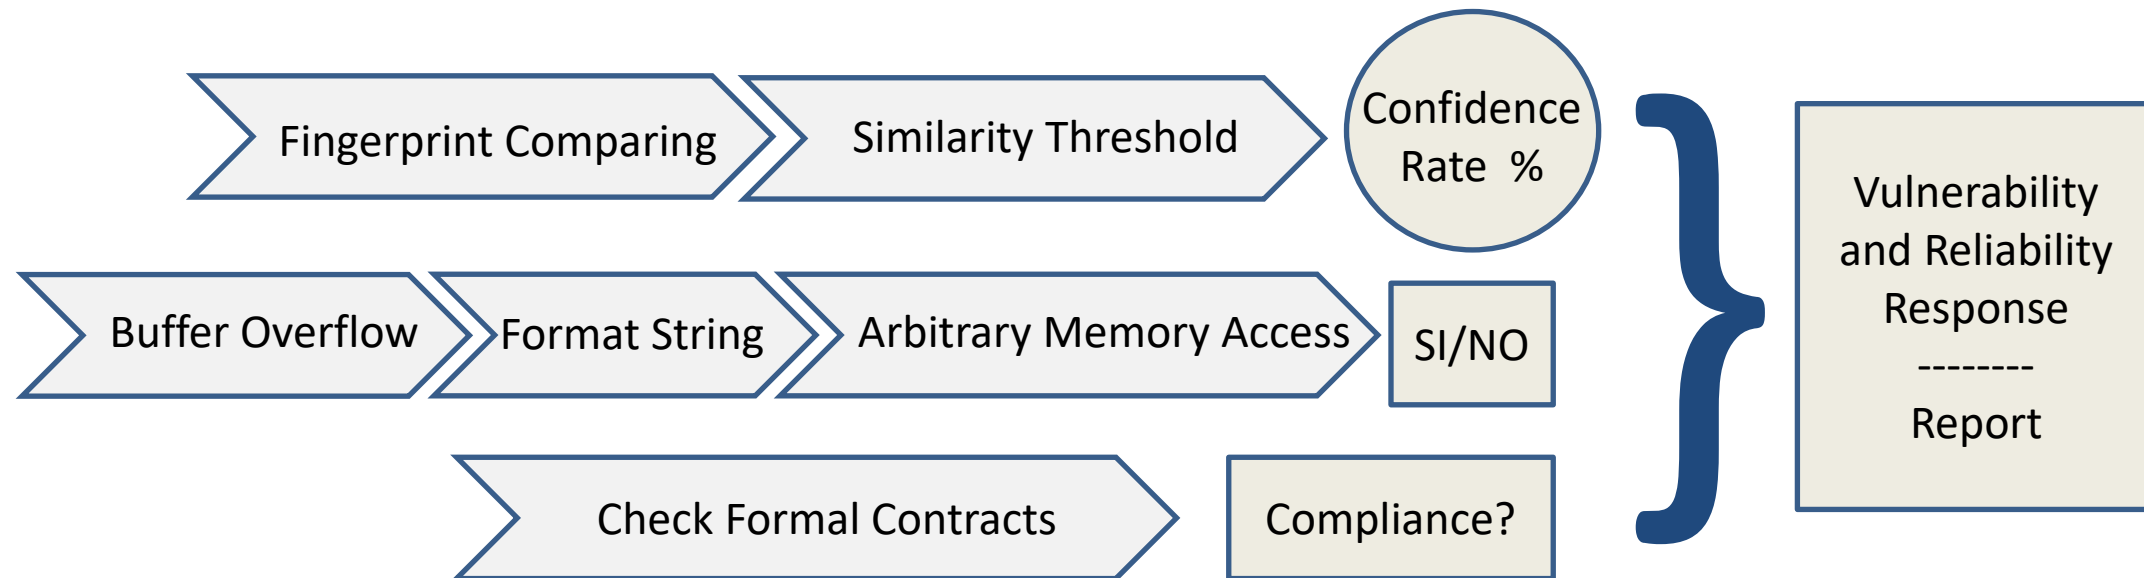 Fingerprint Comparing
Similarity Threshold
Confidence
Rate %
Buffer Overflow
Format String
Arbitrary Memory Access
SI/NO
Check Formal Contracts
Compliance?
Vulnerability
and Reliability
Response
--------
Report